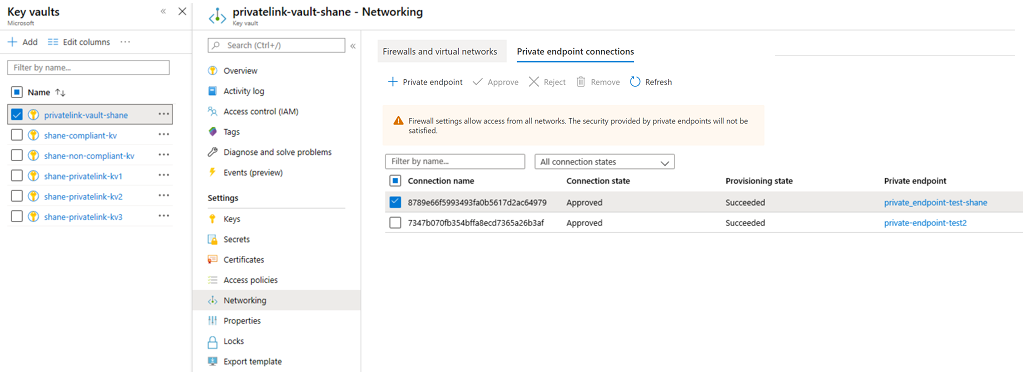 Key vaults
Microsoft
Add Edit columns ...
Filter by name...
Name
privatelink-vault-shane
shane-compliant-kv
shane-non-compliant-kv
shane-privatelink-kv1
shane-privatelink-kv2
shane-privatelink-kv3
privatelink-vault-shane - Networking
Key vault
Search (Ctrl+/)
Overview
Activity log
Access control (IAM)
Tags
Diagnose and solve problems
Events (preview)
Settings
Keys
Secrets
Certificates
Access policies
Networking
Properties
Locks
Export template
Firewalls and virtual networks Private endpoint connections
Private endpoint Approve Reject Remove Refresh
Firewall settings allow access from all networks. The security provided by private endpoints will not be
satisfied.
Filter by name... All connection states
Connection name Connection state Provisioning state Private endpoint
8789e66f5993493fa0b5617d2ac64979 Approved Succeeded private_endpoint-test-shane
7347b070fb354bffa8ecd7365a26b3af Approved Succeeded private-endpoint-test2